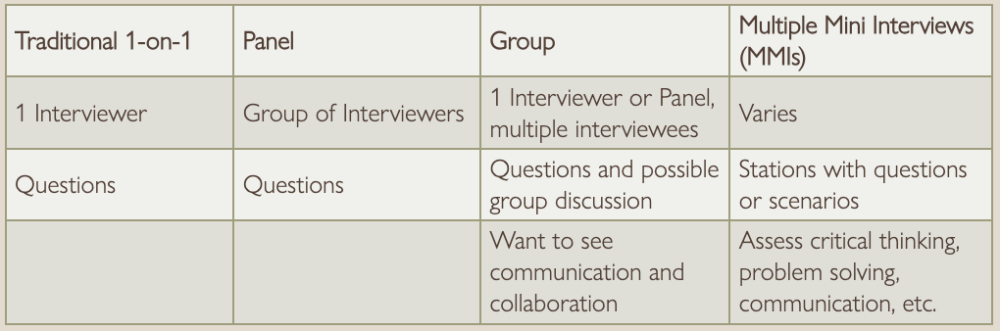 Traditional 1-on-1
Panel
Group
Multiple Mini Interviews
(MMIs)
1 Interviewer
Group of Interviewers
1 Interviewer or Panel,
multiple interviewees
Varies
Questions
Questions
Questions and possible
group discussion
Stations with questions
or scenarios
Want to see
communication and
collaboration
Assess critical thinking,
problem solving,
communication, etc.